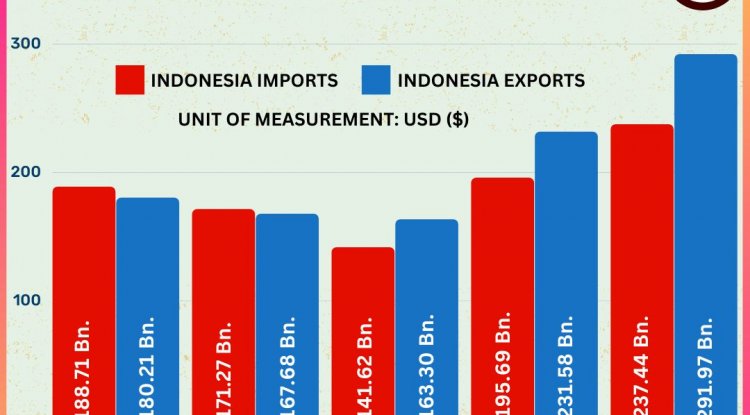 300
INDONESIA IMPORTS
INDONESIA EXPORTS
UNIT OF MEASUREMENT: USD ($)
200
100
188.71 Bn.
180.21 Bn.
171.27 Bn.
167.68 Bn.
141.62 Bn.
163.30 Bn.
195.69 Bn.
231.58 Bn.
237.44 Bn.
291.97 Bn.